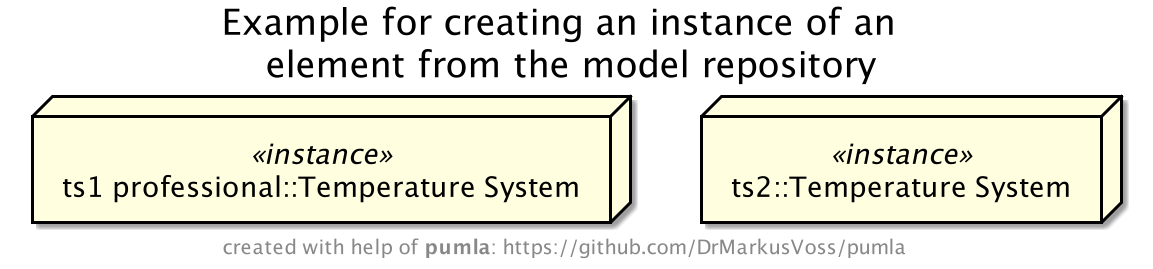 Example for creating an instance of an
element from the model repository
«instance»
ts1 professional::Temperature System
«instance»
ts2::Temperature System
created with help of pumla: https://github.com/DrMarkusVoss/pumla